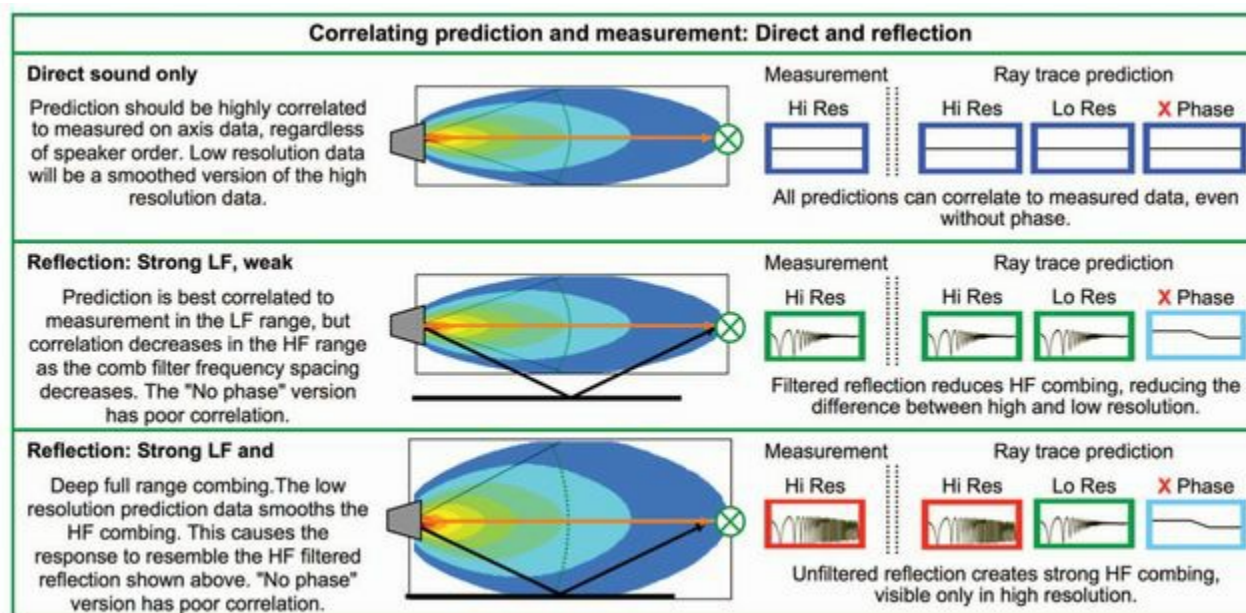 Correlating prediction and measurement: Direct and reflection
Direct sound only
Prediction should be highly correlated
to measured on axis data, regardless
of speaker order. Low resolution data
will be a smoothed version of the high
resolution data.
Measurement
Ray trace prediction
Hi Res
Hi Res
Lo Res
X Phase
All predictions can correlate to measured data, even
without phase.
Reflection: Strong LF, weak
Prediction is best correlated to
measurement in the LF range, but
correlation decreases in the HF range
as the comb filter frequency spacing
decreases. The "No phase" version
has poor correlation.
Measurement
Ray trace prediction
Hi Res
Hi Res
Lo Res
X Phase
Filtered reflection reduces HF combing, reducing the
difference between high and low resolution.
Reflection: Strong LF and
Deep full range combing.The low
resolution prediction data smooths the
HF combing. This causes the
response to resemble the HF filtered
reflection shown above. "No phase"
version has poor correlation.
Measurement
Ray trace prediction
Hi Res
Hi Res
Lo Res
X Phase
Unfiltered reflection creates strong HF combing,
visible only in high resolution.